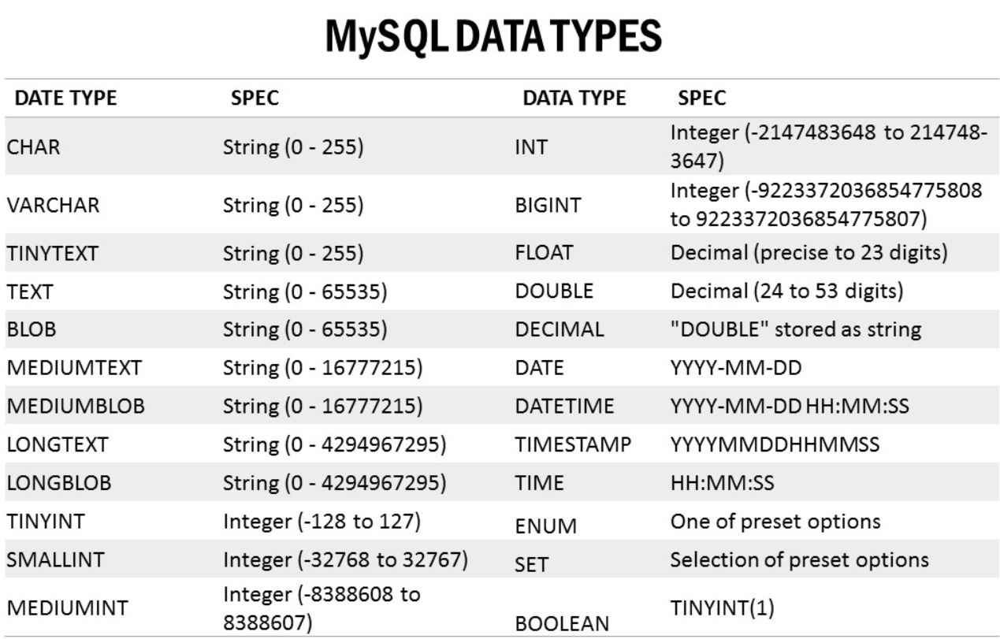 MySQL DATA TYPES
DATE TYPE SPEC DATA TYPE SPEC
CHAR String (0 - 255) INT Integer (-2147483648 to 214748-
3647)
VARCHAR String (0 - 255) BIGINT Integer (-9223372036854775808
to 9223372036854775807)
TINYTEXT String (0 - 255) FLOAT Decimal (precise to 23 digits)
TEXT String (0 - 65535) DOUBLE Decimal (24 to 53 digits)
BLOB String (0 - 65535) DECIMAL "DOUBLE" stored as string
MEDIUMTEXT String (0 - 16777215) DATE YYYY-MM-DD
MEDIUMBLOB String (0 - 16777215) DATETIME YYYY-MM-DD HH:MM:SS
LONGTEXT String (0 - 4294967295) TIMESTAMP YYYYMMDDHHMMSS
LONGBLOB String (0 - 4294967295) TIME HH:MM:SS
TINYINT Integer (-128 to 127) ENUM One of preset options
SMALLINT Integer (-32768 to 32767) SET Selection of preset options
MEDIUMINT Integer (-8388608 to
8388607) BOOLEAN TINYINT(1)